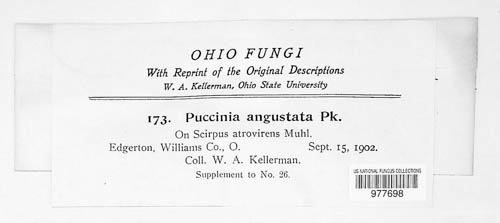 OHIO FUNGI
With Reprint of the Original Descriptions
W. A. Kellerman, Ohio State University
173. Puccinia angustata Pk.
On Scirpus atrovirens Muhl.
Edgerton, Williams Co., O. Sept. 15, 1902.
Coll. W. A. Kellerman.
Supplement to No. 26.
US NATIONAL FUNGUS COLLECTIONS
977698